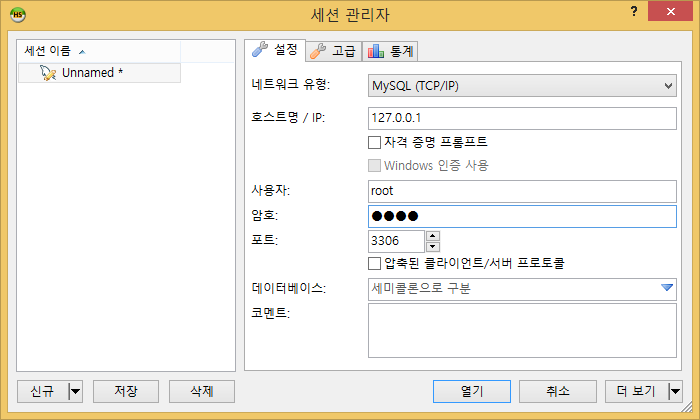 HS
세션 관리자
?
세션 이름
Unnamed *
설정
고급
통계
네트워크 유형:
MySQL (TCP/IP)
호스트명 / IP:
127.0.0.1
자격 증명 프롬프트
Windows 인증 사용
사용자:
root
암호:
●●●●
포트:
3306
압축된 클라이언트/서버 프로토콜
데이터베이스:
세미콜론으로 구분
코멘트:
신규
저장
삭제
열기
취소
더 보기